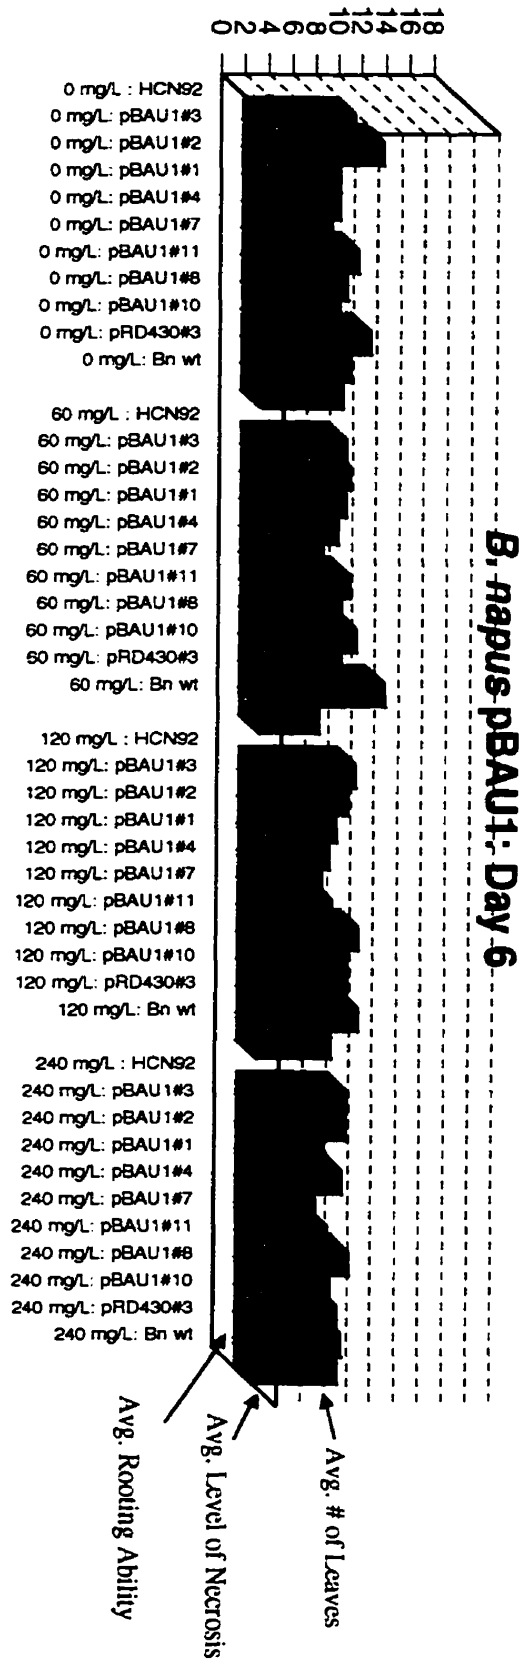 B. napus pBAU1: Day 6
18
16
14
12
10
8
6
4
2
0
0 mg/L : HCN92
0 mg/L: pBAU1#3
0 mg/L: pBAU1#2
0 mg/L: pBAU1#1
0 mg/L: pBAU1#4
0 mg/L: pBAU1#7
0 mg/L: pBAU1#11
0 mg/L: pBAU1#8
0 mg/L: pBAU1#10
0 mg/L: pRD430#3
0 mg/L: Bn wt
60 mg/L : HCN92
60 mg/L: pBAU1#3
60 mg/L: pBAU1#2
60 mg/L: pBAU1#1
60 mg/L: pBAU1#4
60 mg/L: pBAU1#7
60 mg/L: pBAU1#11
60 mg/L: pBAU1#8
60 mg/L: pBAU1#10
60 mg/L: pRD430#3
60 mg/L: Bn wt
120 mg/L : HCN92
120 mg/L: pBAU1#3
120 mg/L: pBAU1#2
120 mg/L: pBAU1#1
120 mg/L: pBAU1#4
120 mg/L: pBAU1#7
120 mg/L: pBAU1#11
120 mg/L: pBAU1#8
120 mg/L: pBAU1#10
120 mg/L: pRD430#3
120 mg/L: Bn wt
240 mg/L : HCN92
240 mg/L: pBAU1#3
240 mg/L: pBAU1#2
240 mg/L: pBAU1#1
240 mg/L: pBAU1#4
240 mg/L: pBAU1#7
240 mg/L: pBAU1#11
240 mg/L: pBAU1#8
240 mg/L: pBAU1#10
240 mg/L: pRD430#3
240 mg/L: Bn wt
Avg. # of Leaves
Avg. Level of Necrosis
Avg. Rooting Ability